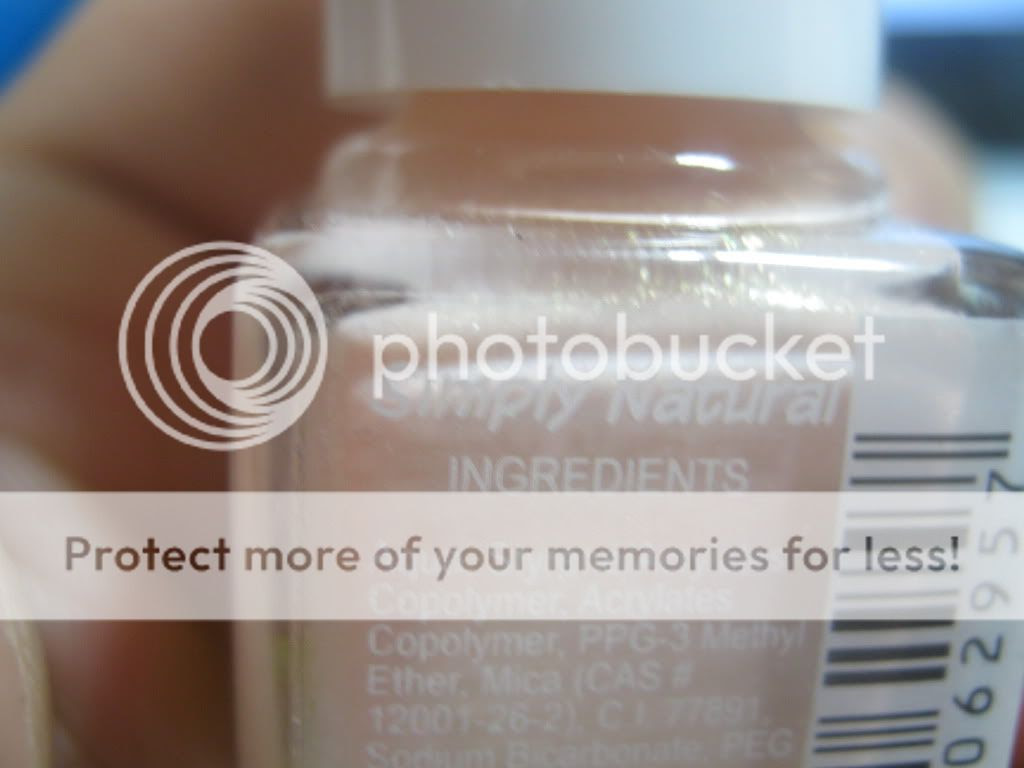 photobucket
Simply Natural
INGREDIENTS
Protect more of your memories for less!
Copolymer, Acrylates
Copolymer, PPG-3 Methyl
Ether, Mica (CAS #
12001-26-2), C.I. 77891,
Sodium Bicarbonate, PEG
062957